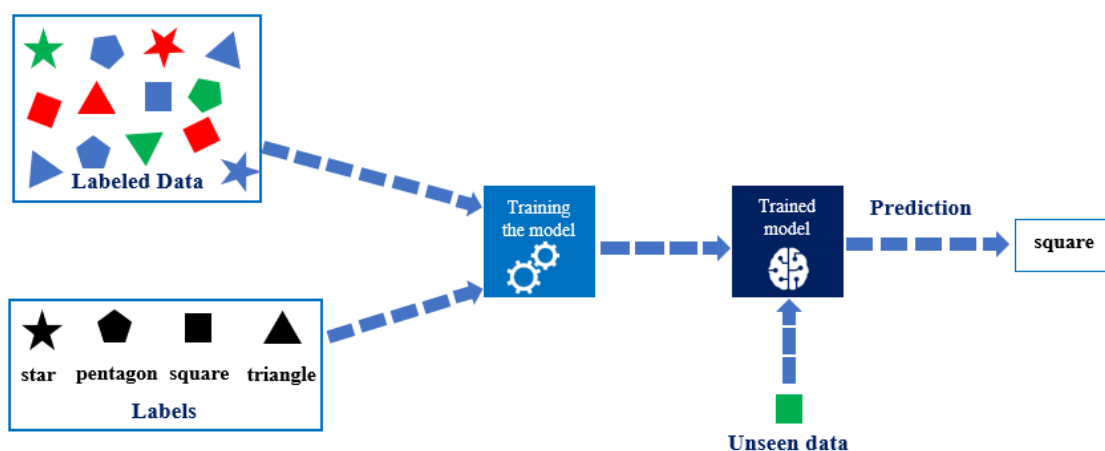 Labeled Data
Training
the model
Trained
model
Prediction
square
star pentagon square triangle
Labels
Unseen data